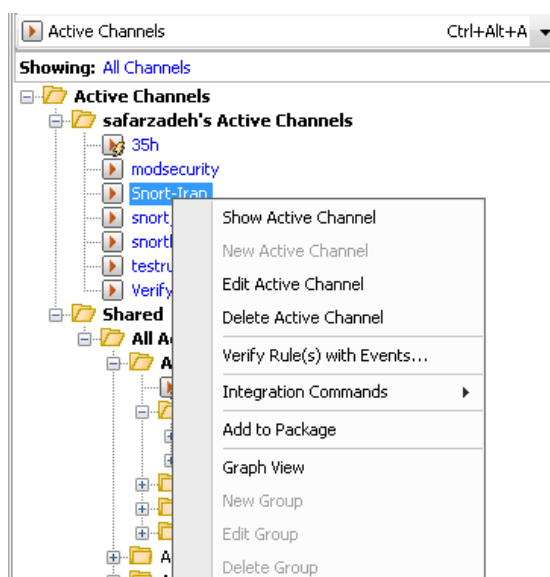 Active Channels Ctrl+Alt+A
Showing: All Channels
Active Channels
safarzadeh's Active Channels
35h
modsecurity
Snort-Iran
snort_
snort
testru
Verify
Shared
All A
A
A
Show Active Channel
New Active Channel
Edit Active Channel
Delete Active Channel
Verify Rule(s) with Events...
Integration Commands
Add to Package
Graph View
New Group
Edit Group
Delete Group